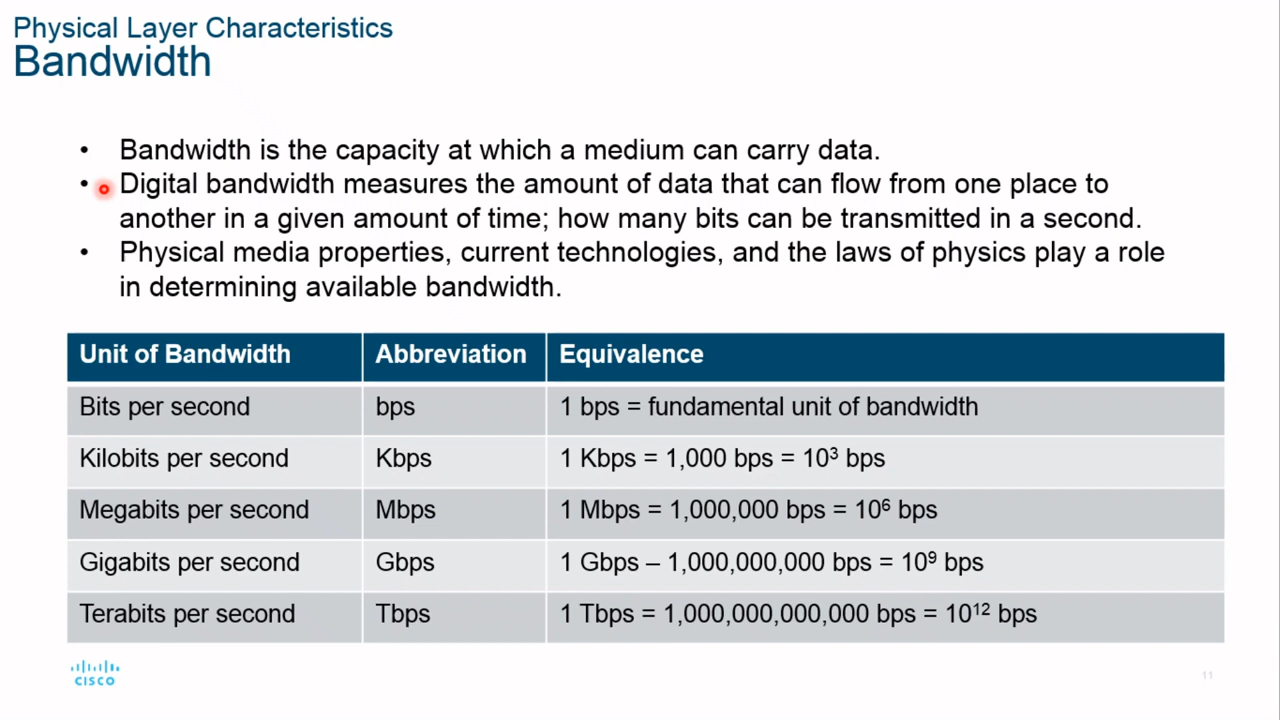 Physical Layer Characteristics
Bandwidth
• Bandwidth is the capacity at which a medium can carry data.
• Digital bandwidth measures the amount of data that can flow from one place to
another in a given amount of time; how many bits can be transmitted in a second.
• Physical media properties, current technologies, and the laws of physics play a role
in determining available bandwidth.
Unit of Bandwidth Abbreviation Equivalence
Bits per second bps 1 bps = fundamental unit of bandwidth
Kilobits per second Kbps 1 Kbps = 1,000 bps = 10³ bps
Megabits per second Mbps 1 Mbps = 1,000,000 bps = 10⁶ bps
Gigabits per second Gbps 1 Gbps – 1,000,000,000 bps = 10⁹ bps
Terabits per second Tbps 1 Tbps = 1,000,000,000,000 bps = 10¹² bps
CISCO
11